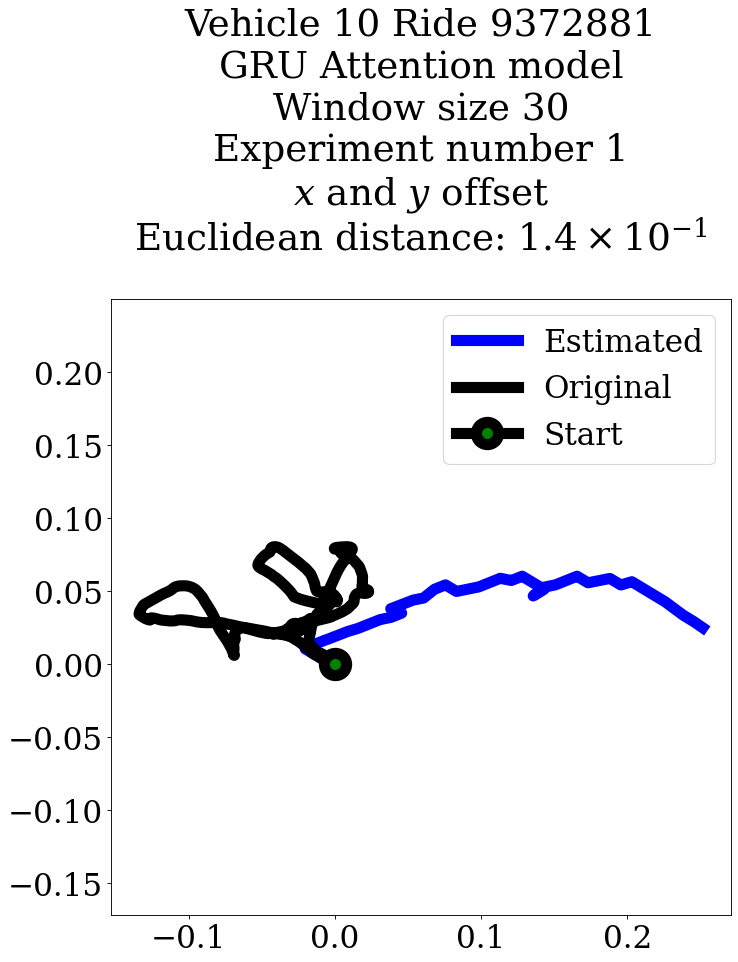 Vehicle 10 Ride 9372881
GRU Attention model
Window size 30
Experiment number 1
x and y offset
Euclidean distance: 1.4 × 10⁻¹
Estimated
Original
Start
0.20
0.15
0.10
0.05
0.00
−0.05
−0.10
−0.15
−0.1 0.0 0.1 0.2